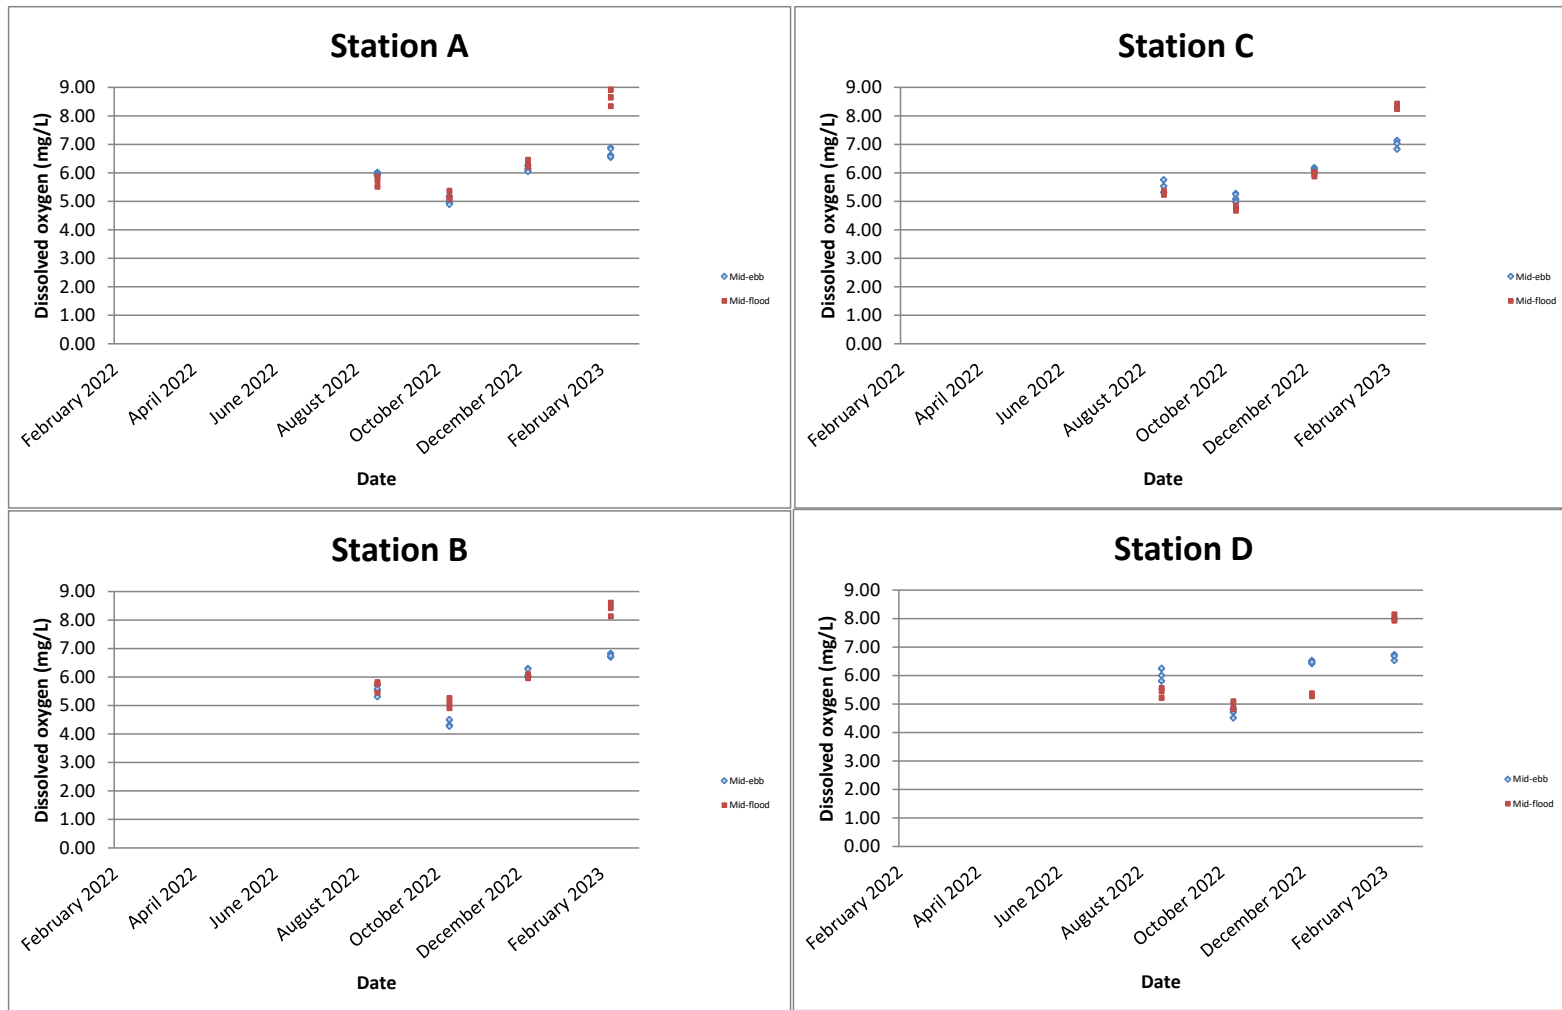 Station A
Dissolved oxygen (mg/L)
9.00
8.00
7.00
6.00
5.00
4.00
3.00
2.00
1.00
0.00
February 2022
April 2022
June 2022
August 2022
October 2022
December 2022
February 2023
Date
Mid-ebb
Mid-flood
Station C
Dissolved oxygen (mg/L)
9.00
8.00
7.00
6.00
5.00
4.00
3.00
2.00
1.00
0.00
February 2022
April 2022
June 2022
August 2022
October 2022
December 2022
February 2023
Date
Mid-ebb
Mid-flood
Station B
Dissolved oxygen (mg/L)
9.00
8.00
7.00
6.00
5.00
4.00
3.00
2.00
1.00
0.00
February 2022
April 2022
June 2022
August 2022
October 2022
December 2022
February 2023
Date
Mid-ebb
Mid-flood
Station D
Dissolved oxygen (mg/L)
9.00
8.00
7.00
6.00
5.00
4.00
3.00
2.00
1.00
0.00
February 2022
April 2022
June 2022
August 2022
October 2022
December 2022
February 2023
Date
Mid-ebb
Mid-flood